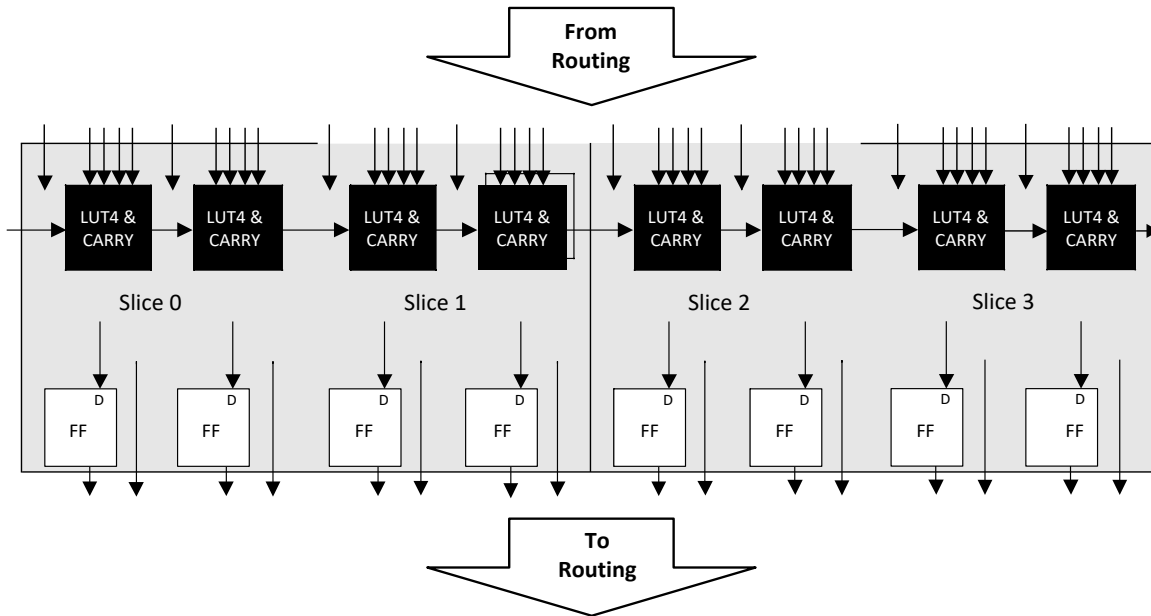 From
Routing
LUT4 &
CARRY
LUT4 &
CARRY
LUT4 &
CARRY
LUT4 &
CARRY
LUT4 &
CARRY
LUT4 &
CARRY
LUT4 &
CARRY
LUT4 &
CARRY
Slice 0
Slice 1
Slice 2
Slice 3
D
FF
D
FF
D
FF
D
FF
D
FF
D
FF
D
FF
D
FF
To
Routing